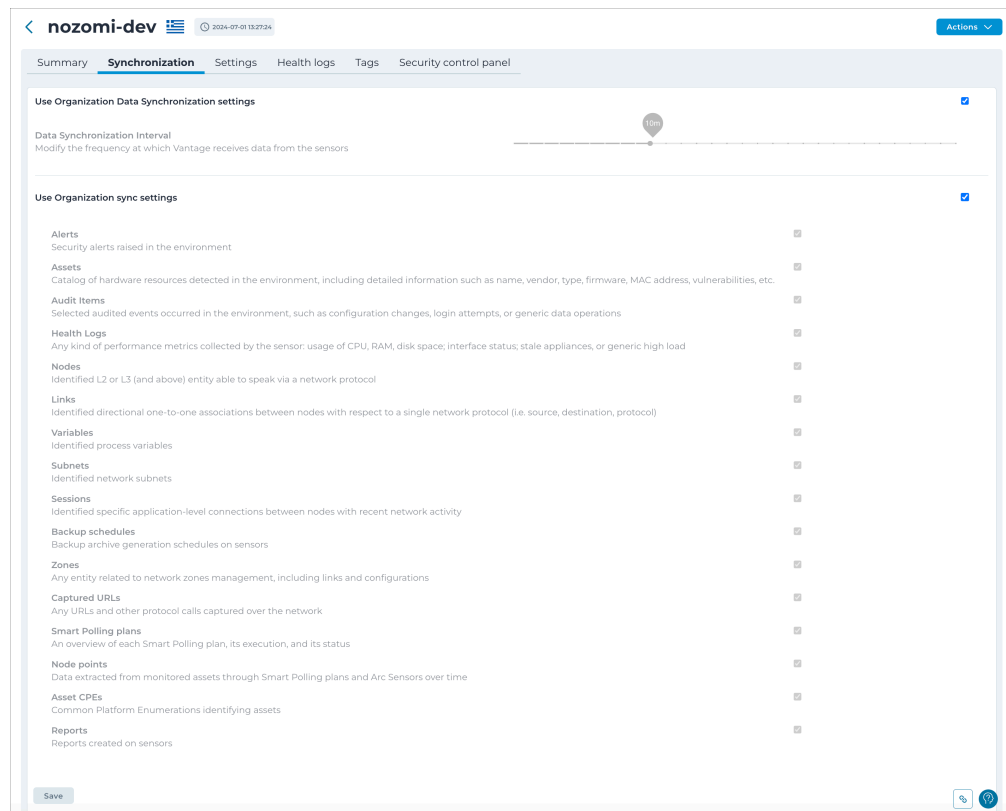 nozomi-dev
2024-07-01 13:27:24
Actions
Summary Synchronization Settings Health logs Tags Security control panel
Use Organization Data Synchronization settings
10m
Data Synchronization Interval
Modify the frequency at which Vantage receives data from the sensors
Use Organization sync settings
Alerts
Security alerts raised in the environment
Assets
Catalog of hardware resources detected in the environment, including detailed information such as name, vendor, type, firmware, MAC address, vulnerabilities, etc.
Audit Items
Selected audited events occurred in the environment, such as configuration changes, login attempts, or generic data operations
Health Logs
Any kind of performance metrics collected by the sensor: usage of CPU, RAM, disk space; interface status; stale appliances, or generic high load
Nodes
Identified L2 or L3 (and above) entity able to speak via a network protocol
Links
Identified directional one-to-one associations between nodes with respect to a single network protocol (i.e. source, destination, protocol)
Variables
Identified process variables
Subnets
Identified network subnets
Sessions
Identified specific application-level connections between nodes with recent network activity
Backup schedules
Backup archive generation schedules on sensors
Zones
Any entity related to network zones management, including links and configurations
Captured URLs
Any URLs and other protocol calls captured over the network
Smart Polling plans
An overview of each Smart Polling plan, its execution, and its status
Node points
Data extracted from monitored assets through Smart Polling plans and Arc Sensors over time
Asset CPEs
Common Platform Enumerations identifying assets
Reports
Reports created on sensors
Save